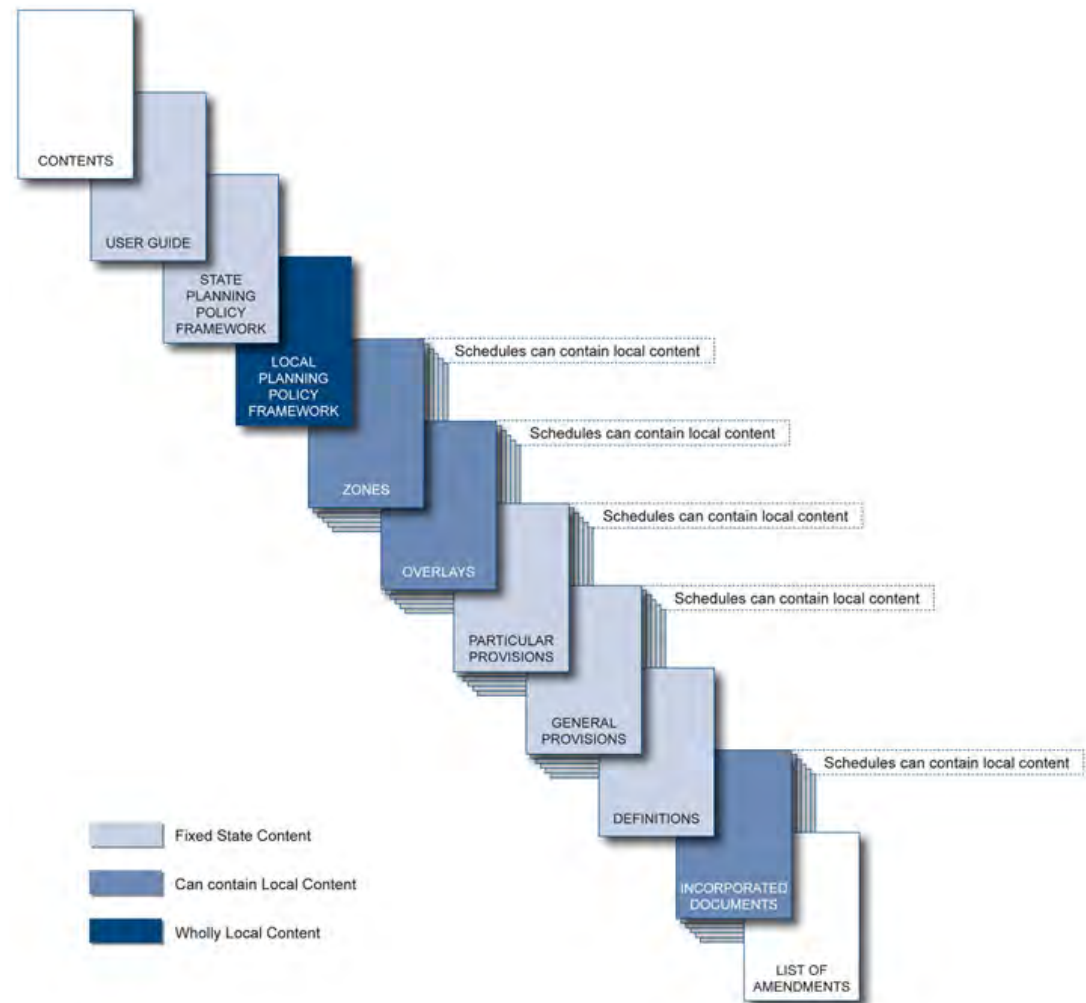 CONTENTS
USER GUIDE
STATE
PLANNING
POLICY
FRAMEWORK
LOCAL
PLANNING
POLICY
FRAMEWORK
Schedules can contain local content
ZONES
Schedules can contain local content
OVERLAYS
Schedules can contain local content
PARTICULAR
PROVISIONS
Schedules can contain local content
GENERAL
PROVISIONS
DEFINITIONS
Schedules can contain local content
INCORPORATED
DOCUMENTS
LIST OF
AMENDMENTS
Fixed State Content
Can contain Local Content
Wholly Local Content